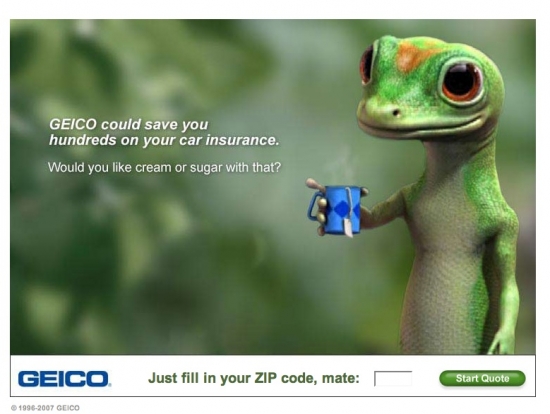 GEICO could save you
hundreds on your car insurance.
Would you like cream or sugar with that?
GEICO.
Just fill in your ZIP code, mate:
Start Quote
© 1996-2007 GEICO